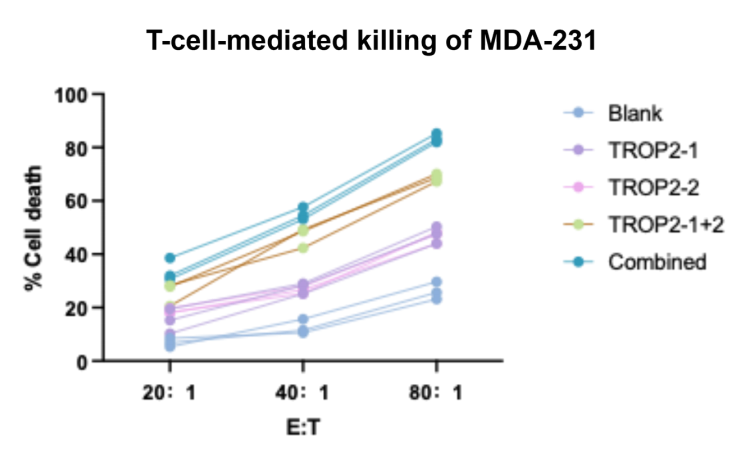 T-cell-mediated killing of MDA-231
100
80
60
40
20
0
% Cell death
20: 1
40: 1
80: 1
E:T
Blank
TROP2-1
TROP2-2
TROP2-1+2
Combined